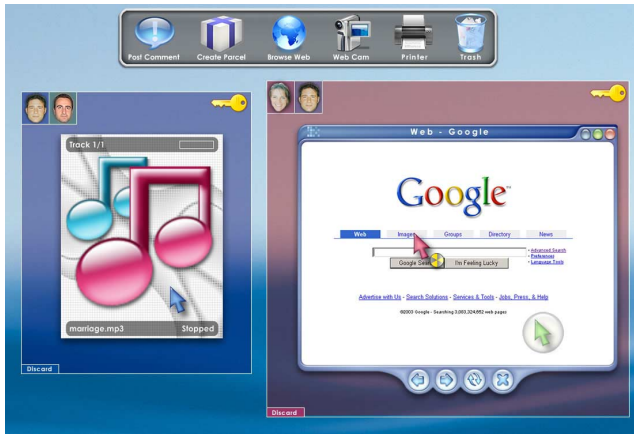 Post Comment Create Parcel Browse Web Web Cam Printer Trash
Track 1/1
marriage.mp3 Stopped
Discard
Web - Google
Google™
Web Images Groups Directory News
Advanced Search
Preferences
Language Tools
Google Sea I'm Feeling Lucky
Advertise with Us - Search Solutions - Services & Tools - Jobs, Press, & Help
©2003 Google - Searching 3,083,324,652 web pages
Discard